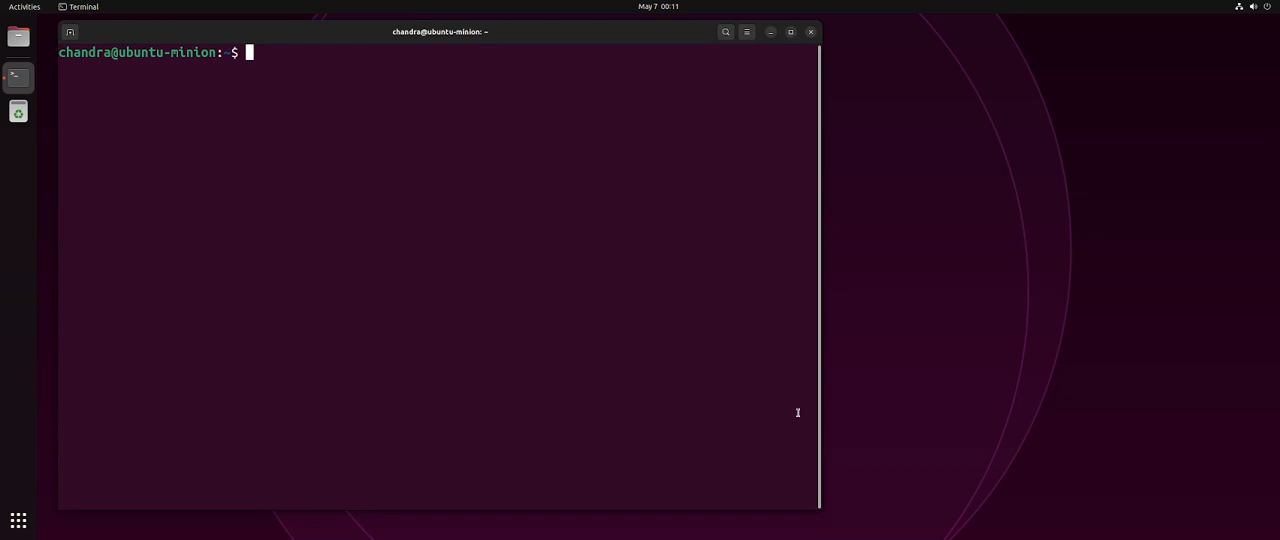 Activities
Terminal
May 7 00:11
chandra@ubuntu-minion: ~
chandra@ubuntu-minion:~$